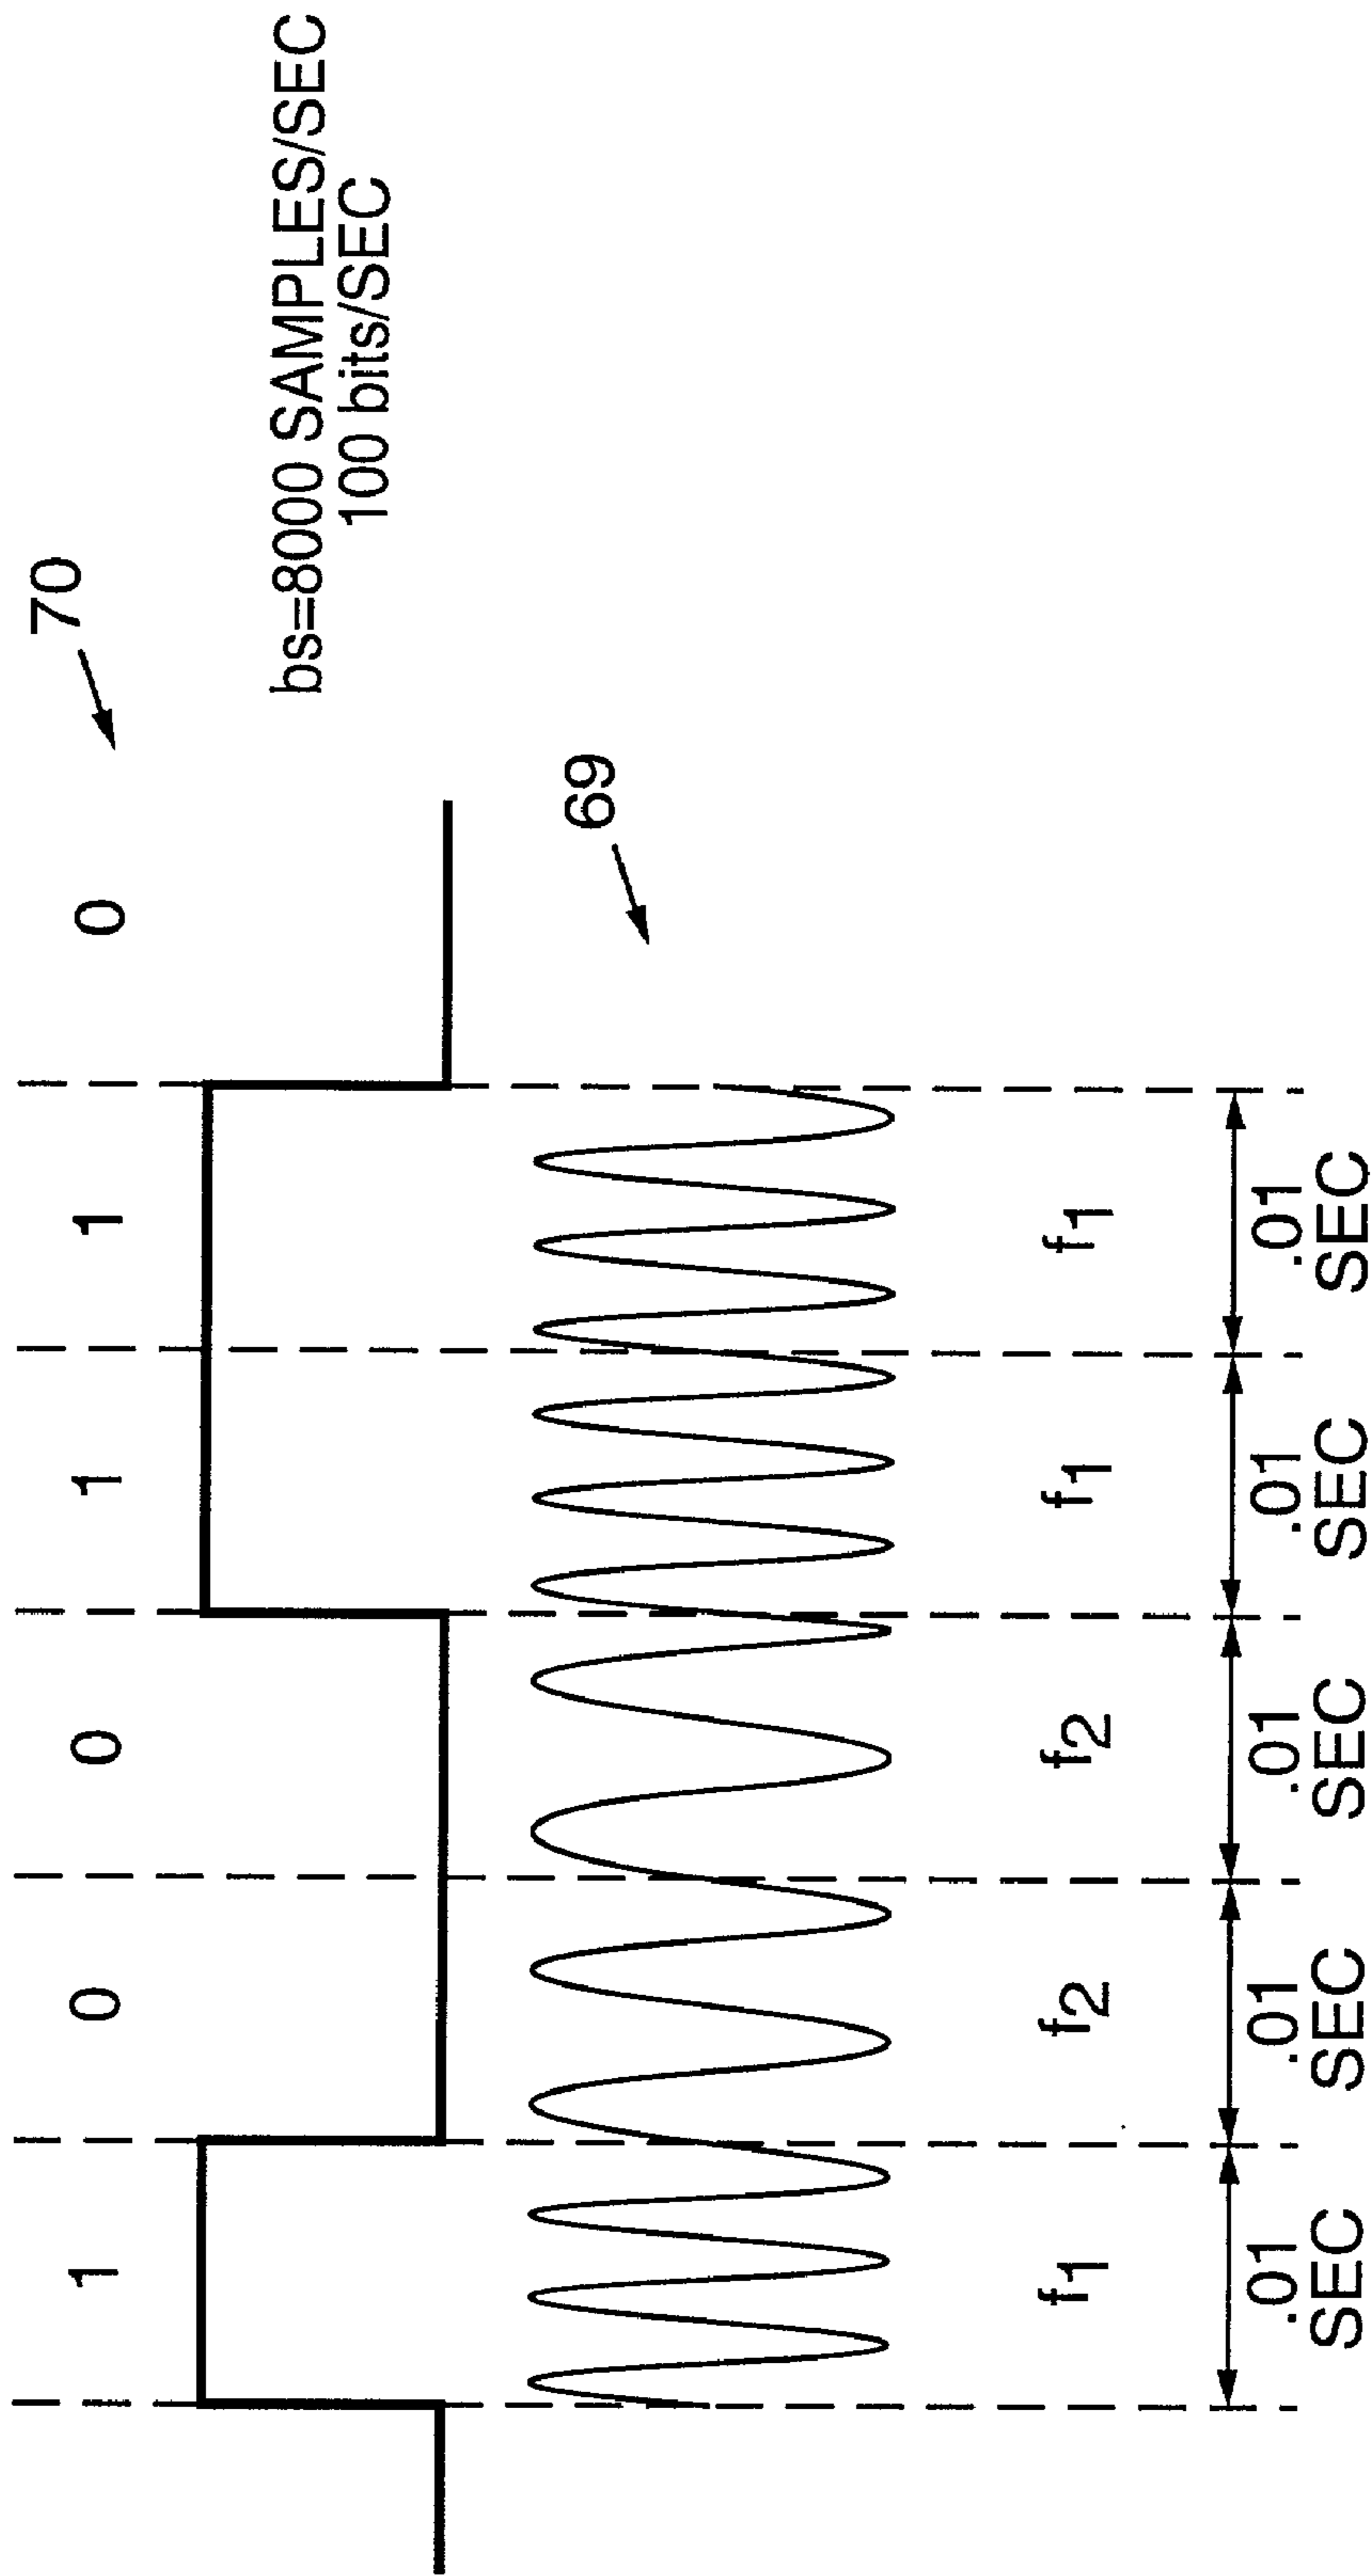 70
1 0 0 1 1 0
bs=8000 SAMPLES/SEC
100 bits/SEC
69
f1 f2 f2 f1 f1
.01 .01 .01 .01 .01
SEC SEC SEC SEC SEC